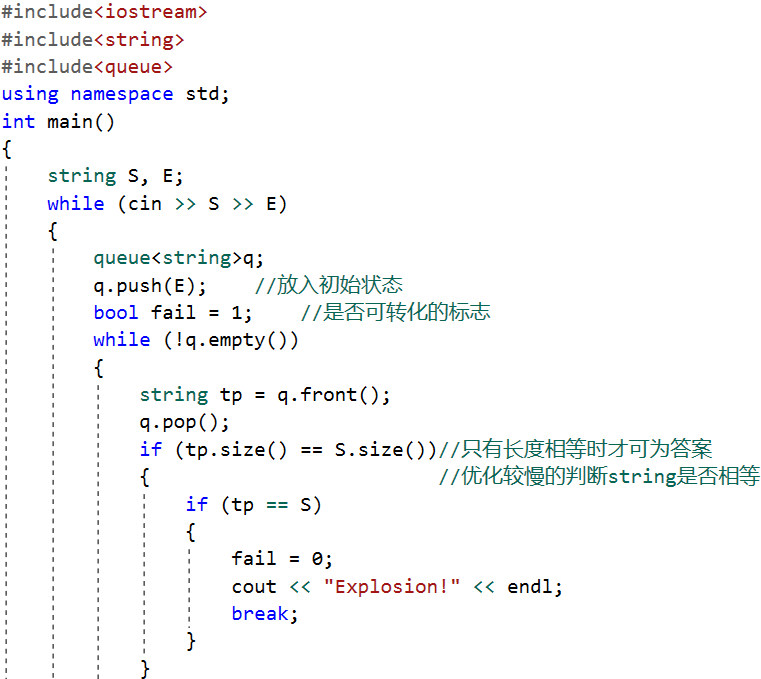 #include<iostream>
#include<string>
#include<queue>
using namespace std;
int main()
{
    string S, E;
    while (cin >> S >> E)
    {
        queue<string>q;
        q.push(E);    //放入初始状态
        bool fail = 1;    //是否可转化的标志
        while (!q.empty())
        {
            string tp = q.front();
            q.pop();
            if (tp.size() == S.size())//只有长度相等时才可为答案
            {                         //优化较慢的判断string是否相等
                if (tp == S)
                {
                    fail = 0;
                    cout << "Explosion!" << endl;
                    break;
                }
            }